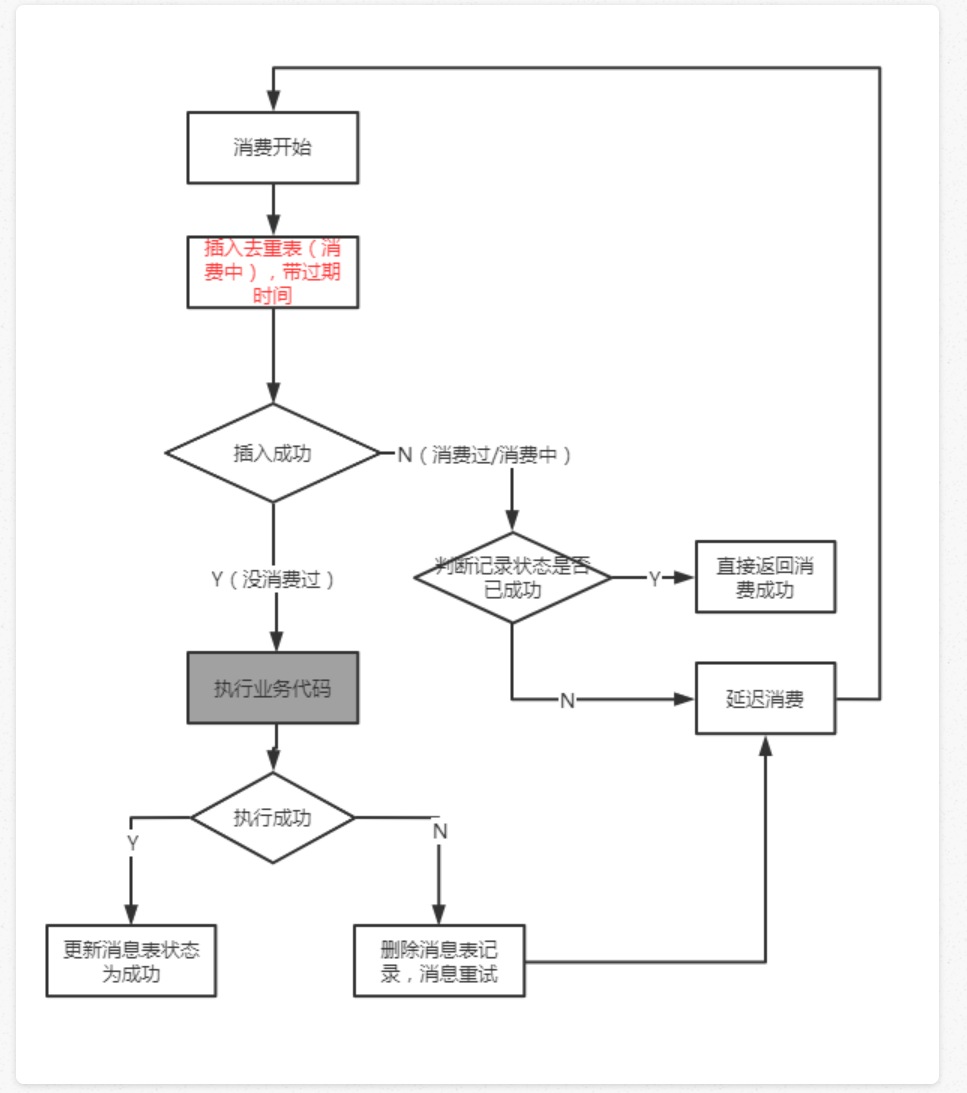 消费开始
插入去重表（消
费中），带过期
时间
插入成功
N（消费过/消费中）
判断记录状态是否
已成功
Y
直接返回消
费成功
Y（没消费过）
执行业务代码
N
延迟消费
执行成功
Y
N
更新消息表状态
为成功
删除消息表记
录，消息重试